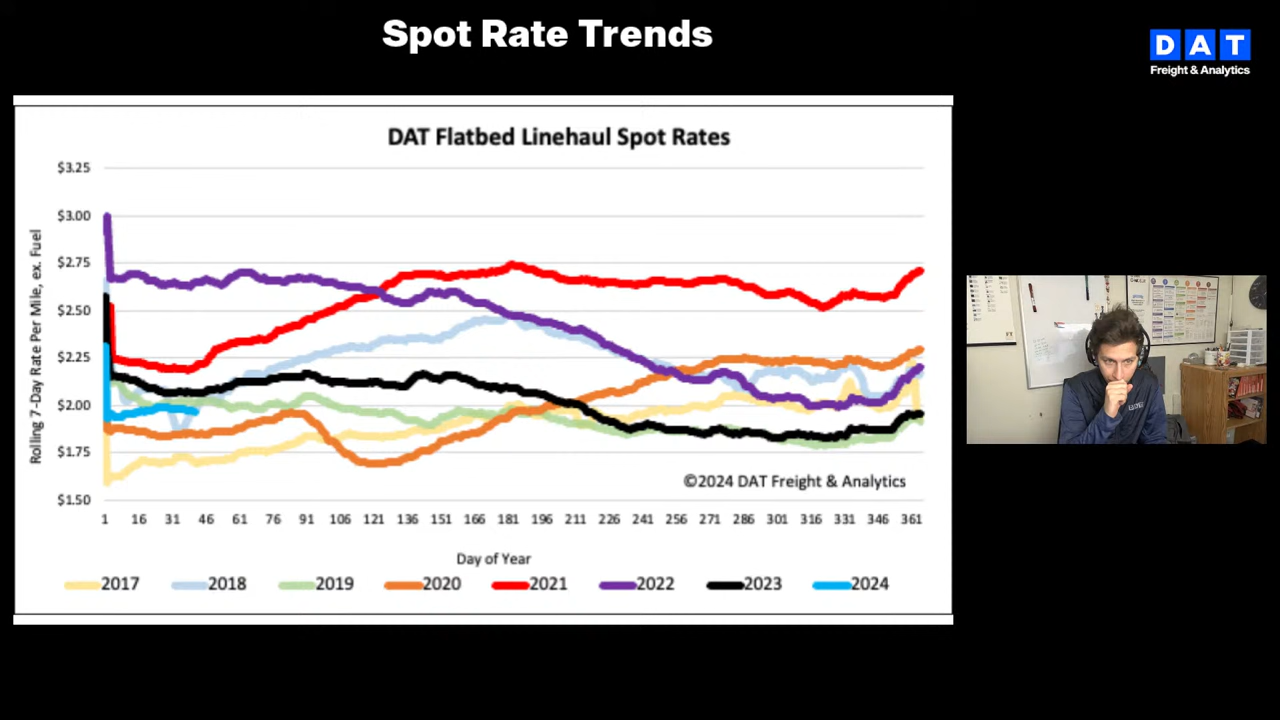 Spot Rate Trends
DAT
Freight & Analytics
DAT Flatbed Linehaul Spot Rates
Rolling 7-Day Rate Per Mile, ex. Fuel
$3.25
$3.00
$2.75
$2.50
$2.25
$2.00
$1.75
$1.50
©2024 DAT Freight & Analytics
1 16 31 46 61 76 91 106 121 136 151 166 181 196 211 226 241 256 271 286 301 316 331 346 361
Day of Year
2017 2018 2019 2020 2021 2022 2023 2024